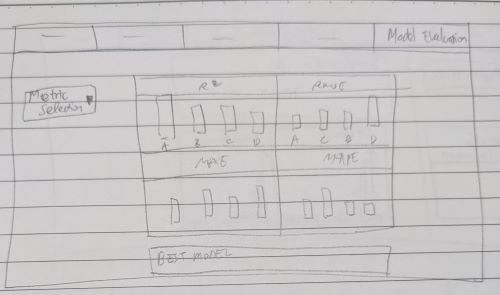 Model Evaluation
Metric
Selection
R2 RMSE
A B C D A C B D
MAE MAPE
BEST MODEL